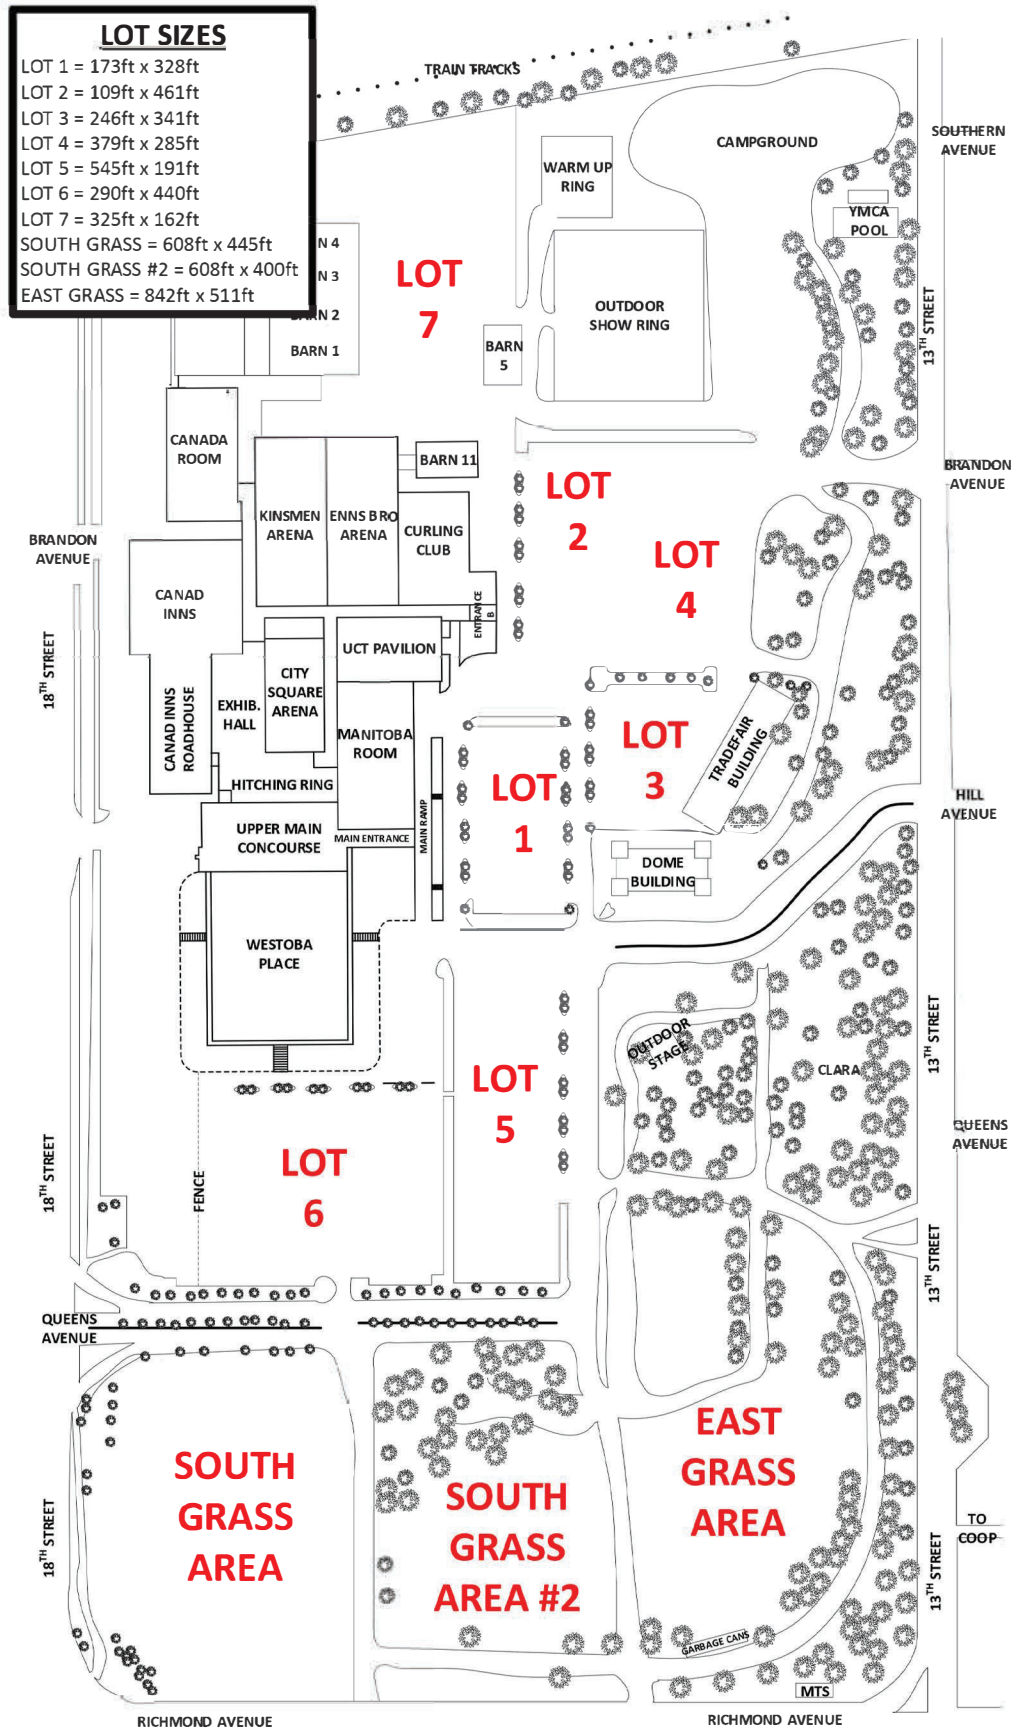 LOT SIZES
LOT 1 = 173ft x 328ft
LOT 2 = 109ft x 461ft
LOT 3 = 246ft x 341ft
LOT 4 = 379ft x 285ft
LOT 5 = 545ft x 191ft
LOT 6 = 290ft x 440ft
LOT 7 = 325ft x 162ft
SOUTH GRASS = 608ft x 445ft
SOUTH GRASS #2 = 608ft x 400ft
EAST GRASS = 842ft x 511ft
TRAIN TRACKS
CAMPGROUND
SOUTHERN
AVENUE
WARM UP
RING
YMCA
POOL
N 4
N 3
BARN 2
BARN 1
LOT
7
OUTDOOR
SHOW RING
BARN
5
13TH STREET
CANADA
ROOM
BARN 11
BRANDON
AVENUE
LOT
2
KINSMEN
ARENA
ENNS BRO
ARENA
CURLING
CLUB
BRANDON
AVENUE
LOT
4
CANAD
INNS
ENTRANCE
B
UCT PAVILION
18TH STREET
CITY
SQUARE
ARENA
EXHIB.
HALL
CANAD INNS
ROADHOUSE
MANITOBA
ROOM
LOT
3
TRADEFAIR
BUILDING
HITCHING RING
LOT
1
HILL
AVENUE
UPPER MAIN
CONCOURSE
MAIN ENTRANCE
MAIN RAMP
DOME
BUILDING
WESTOBA
PLACE
13TH STREET
OUTDOOR
STAGE
CLARA
LOT
5
QUEENS
AVENUE
18TH STREET
FENCE
LOT
6
13TH STREET
QUEENS
AVENUE
EAST
GRASS
AREA
SOUTH
GRASS
AREA
SOUTH
GRASS
AREA #2
TO
COOP
18TH STREET
13TH STREET
GARBAGE CANS
MTS
RICHMOND AVENUE
RICHMOND AVENUE